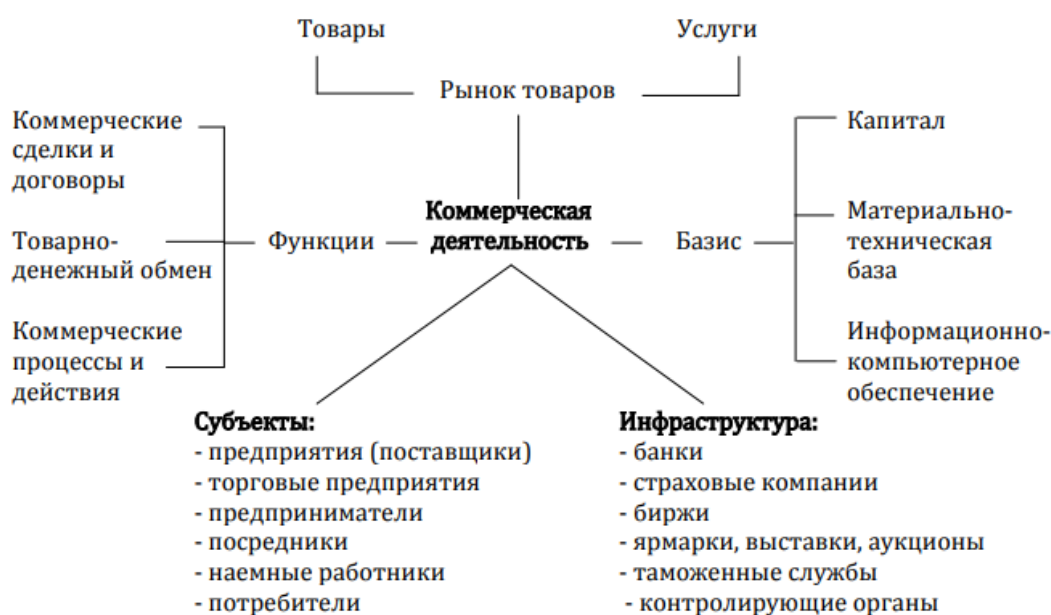 Товары
Услуги
Рынок товаров
Коммерческие
сделки и
договоры
Товарно-
денежный обмен
Коммерческие
процессы и
действия
Функции
Коммерческая
деятельность
Базис
Капитал
Материально-
техническая
база
Информационно-
компьютерное
обеспечение
Субъекты:
- предприятия (поставщики)
- торговые предприятия
- предприниматели
- посредники
- наемные работники
- потребители
Инфраструктура:
- банки
- страховые компании
- биржи
- ярмарки, выставки, аукционы
- таможенные службы
- контролирующие органы